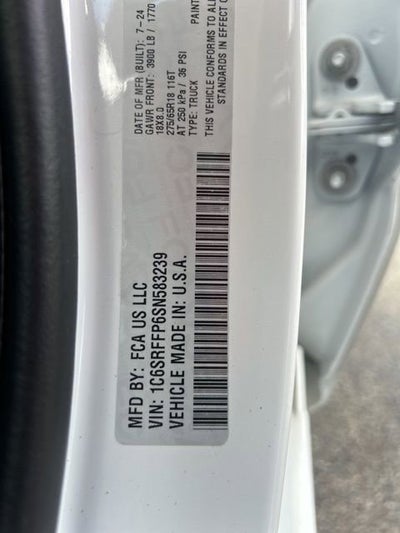 MFD BY: FCA US LLC
VIN: 1C6SRFFP6SN583239
VEHICLE MADE IN: U.S.A.
DATE OF MFR (BUILT): 7-24
GAWR FRONT: 3900 LB / 1770
18X8.0
275/65R18 116T
AT 250 kPa / 36 PSI
TYPE: TRUCK
PAINT
THIS VEHICLE CONFORMS TO
STANDARDS IN EFFECT